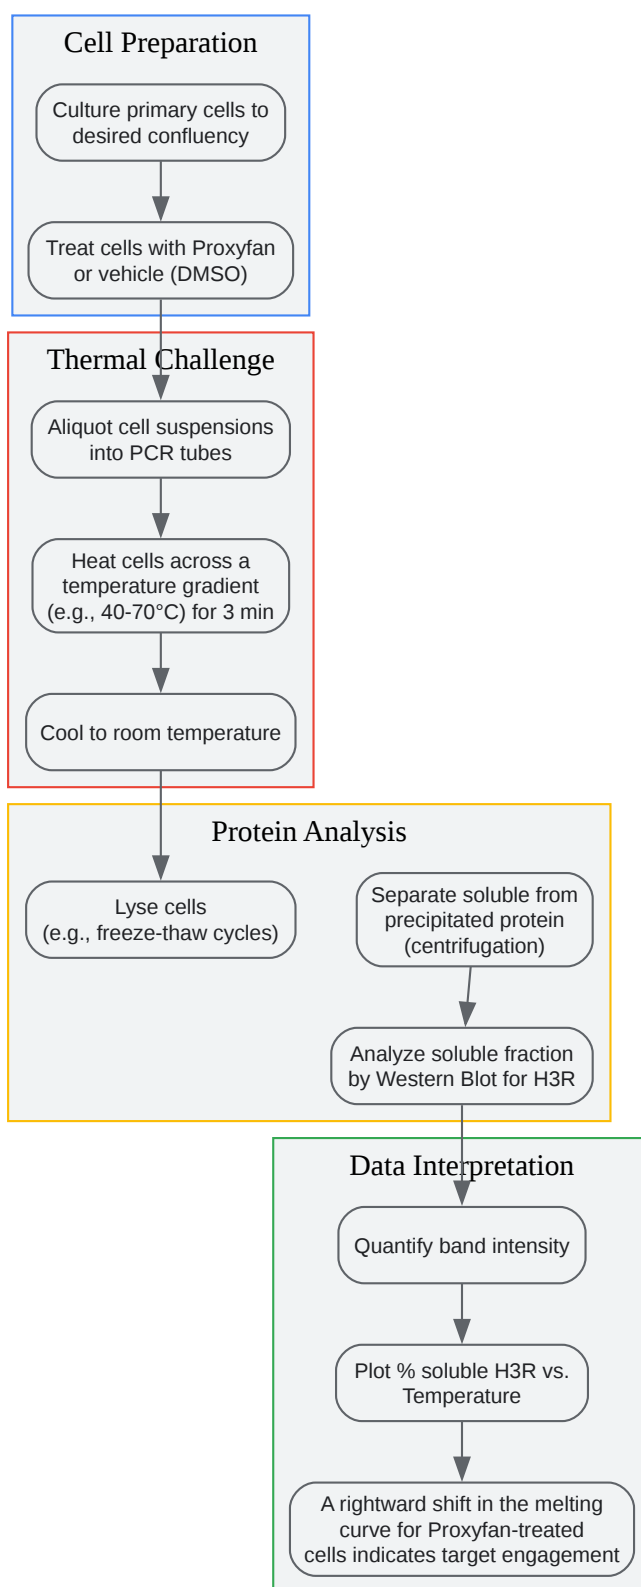 Cell Preparation
Culture primary cells to
desired confluency
Treat cells with Proxyfan
or vehicle (DMSO)
Thermal Challenge
Aliquot cell suspensions
into PCR tubes
Heat cells across a
temperature gradient
(e.g., 40-70°C) for 3 min
Cool to room temperature
Protein Analysis
Lyse cells
(e.g., freeze-thaw cycles)
Separate soluble from
precipitated protein
(centrifugation)
Analyze soluble fraction
by Western Blot for H3R
Data Interpretation
Quantify band intensity
Plot % soluble H3R vs.
Temperature
A rightward shift in the melting
curve for Proxyfan-treated
cells indicates target engagement